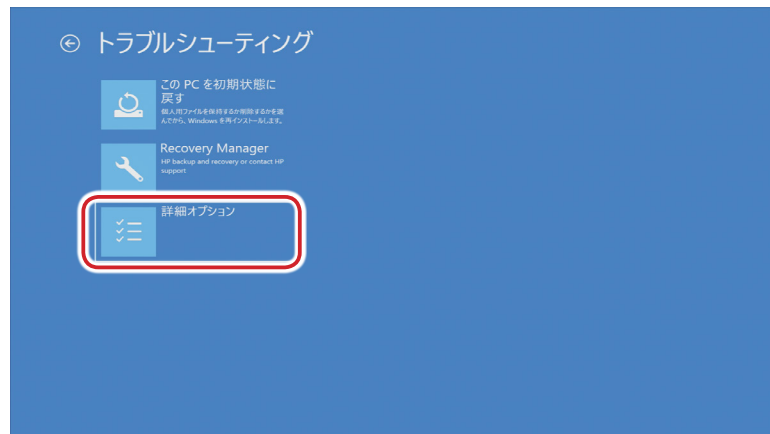 トラブルシューティング
この PC を初期状態に
戻す
個人用ファイルを保持するか削除するかを選
んでから、Windows を再インストールします。
Recovery Manager
HP backup and recovery or contact HP
support
詳細オプション